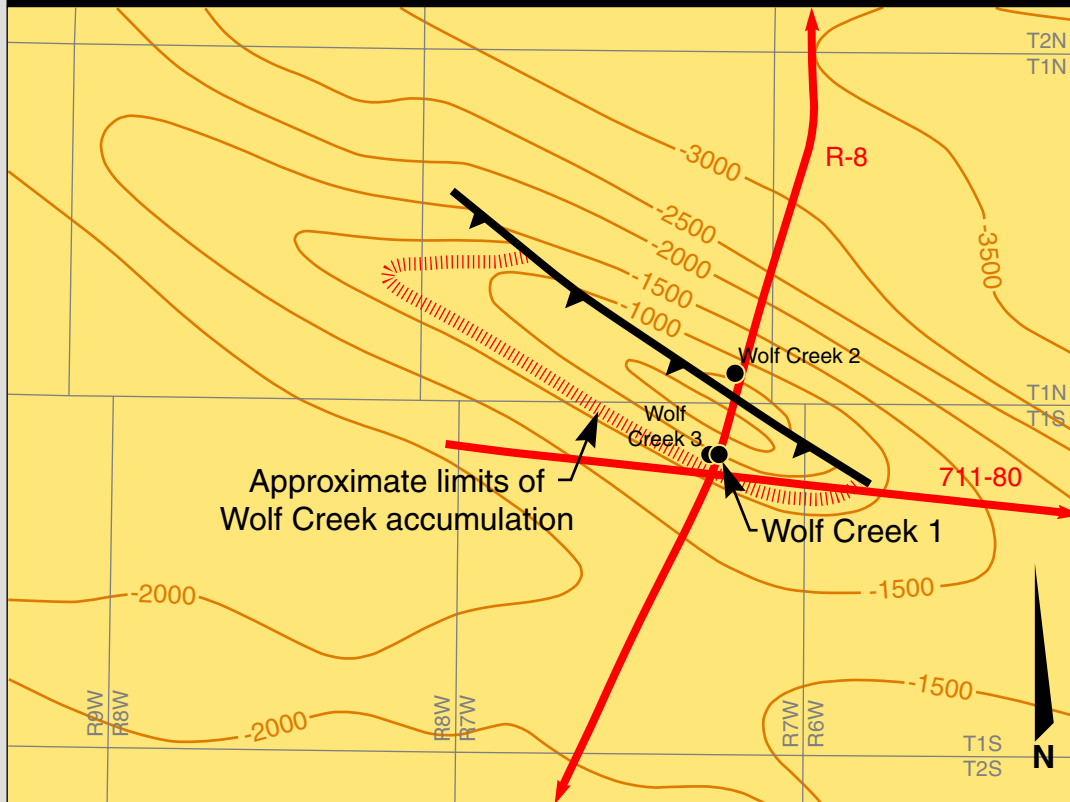 T2N
T1N
R-8
-3000
-2500
-3500
-2000
-1500
-1000
Wolf Creek 2
T1N
T1S
Wolf
Creek 3
711-80
Approximate limits of
Wolf Creek accumulation
Wolf Creek 1
-1500
-2000
-1500
R9W
R8W
R8W
R7W
R7W
R6W
-2000
T1S
T2S
N